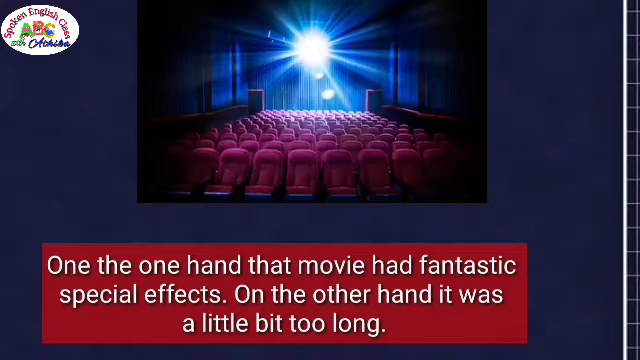 Spoken English Class
ABC
with Athika
One the one hand that movie had fantastic
special effects. On the other hand it was
a little bit too long.